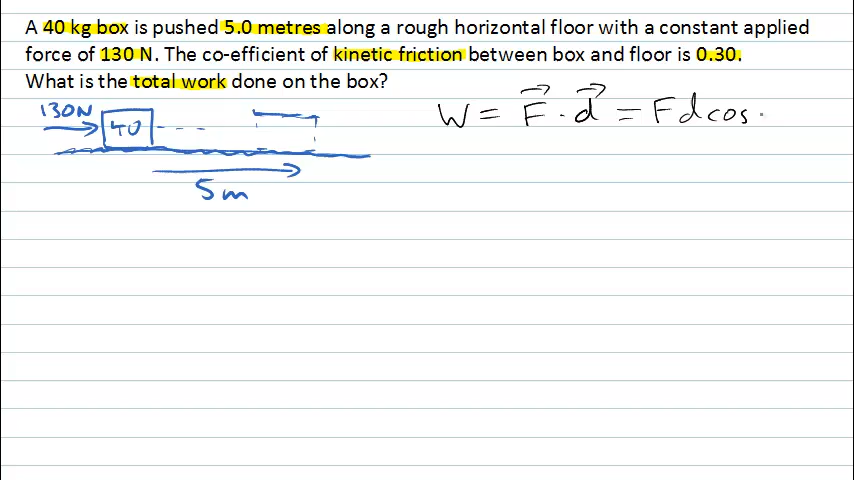 A 40 kg box is pushed 5.0 metres along a rough horizontal floor with a constant applied
force of 130 N. The co-efficient of kinetic friction between box and floor is 0.30.
What is the total work done on the box?
130N
40
5m
W = F · d = Fdcos